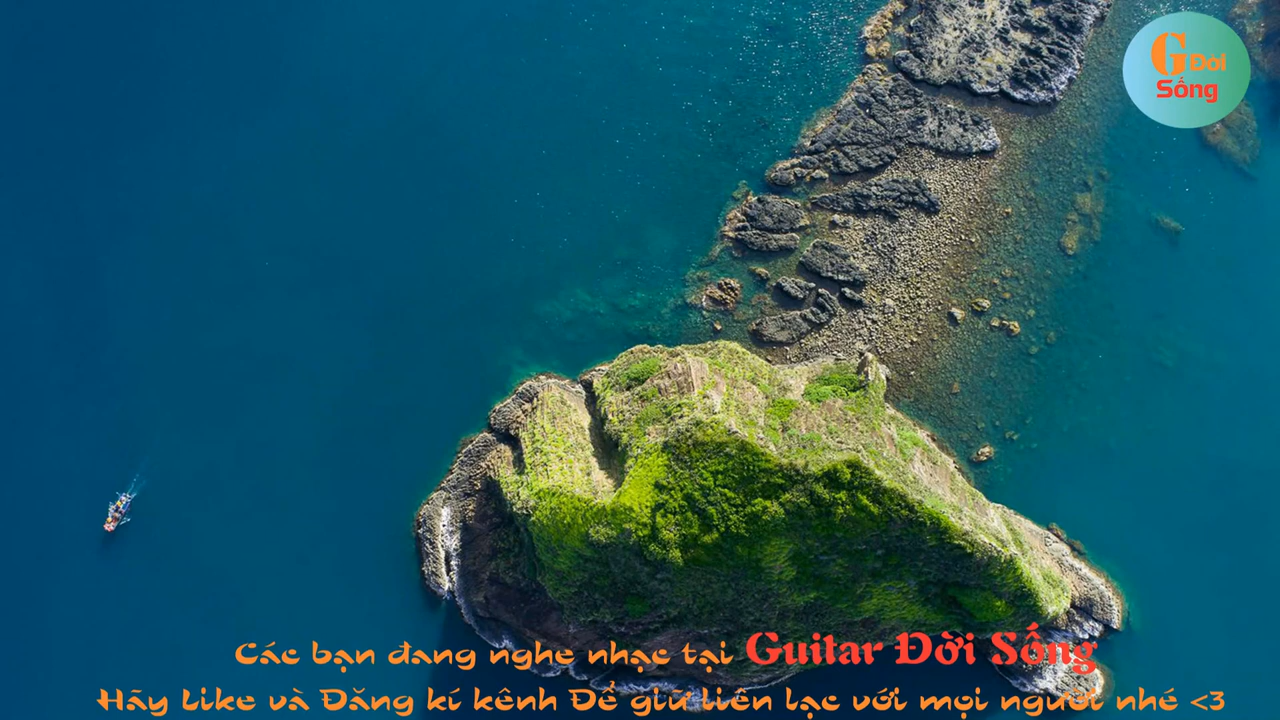 G Đời
Sống
Các bạn đang nghe nhạc tại Guitar Đời Sống
Hãy Like và Đăng kí kênh Để giữ liên lạc với mọi người nhé <3